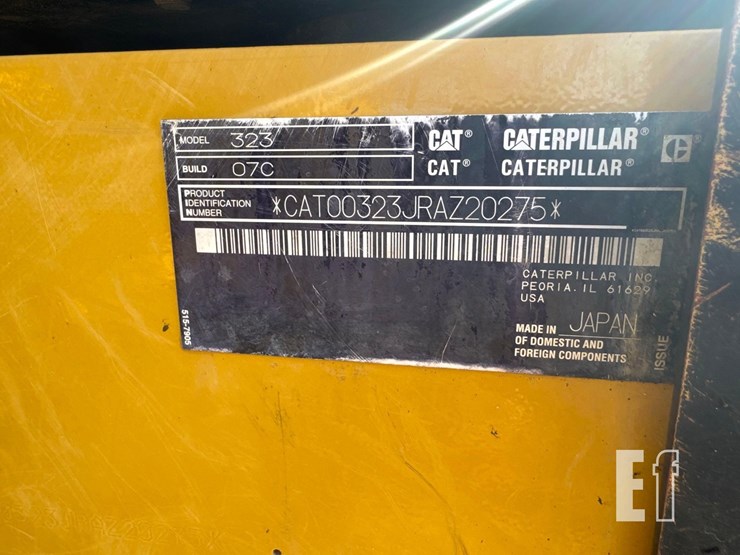 MODEL 323
BUILD 07C
CAT® CATERPILLAR®
CAT® CATERPILLAR®
PRODUCT
IDENTIFICATION
NUMBER
*CAT00323JRAZ20275*
CATERPILLAR INC.
PEORIA, IL 61629
USA
MADE IN JAPAN
OF DOMESTIC AND
FOREIGN COMPONENTS
515-7905
ISSUE
Ef